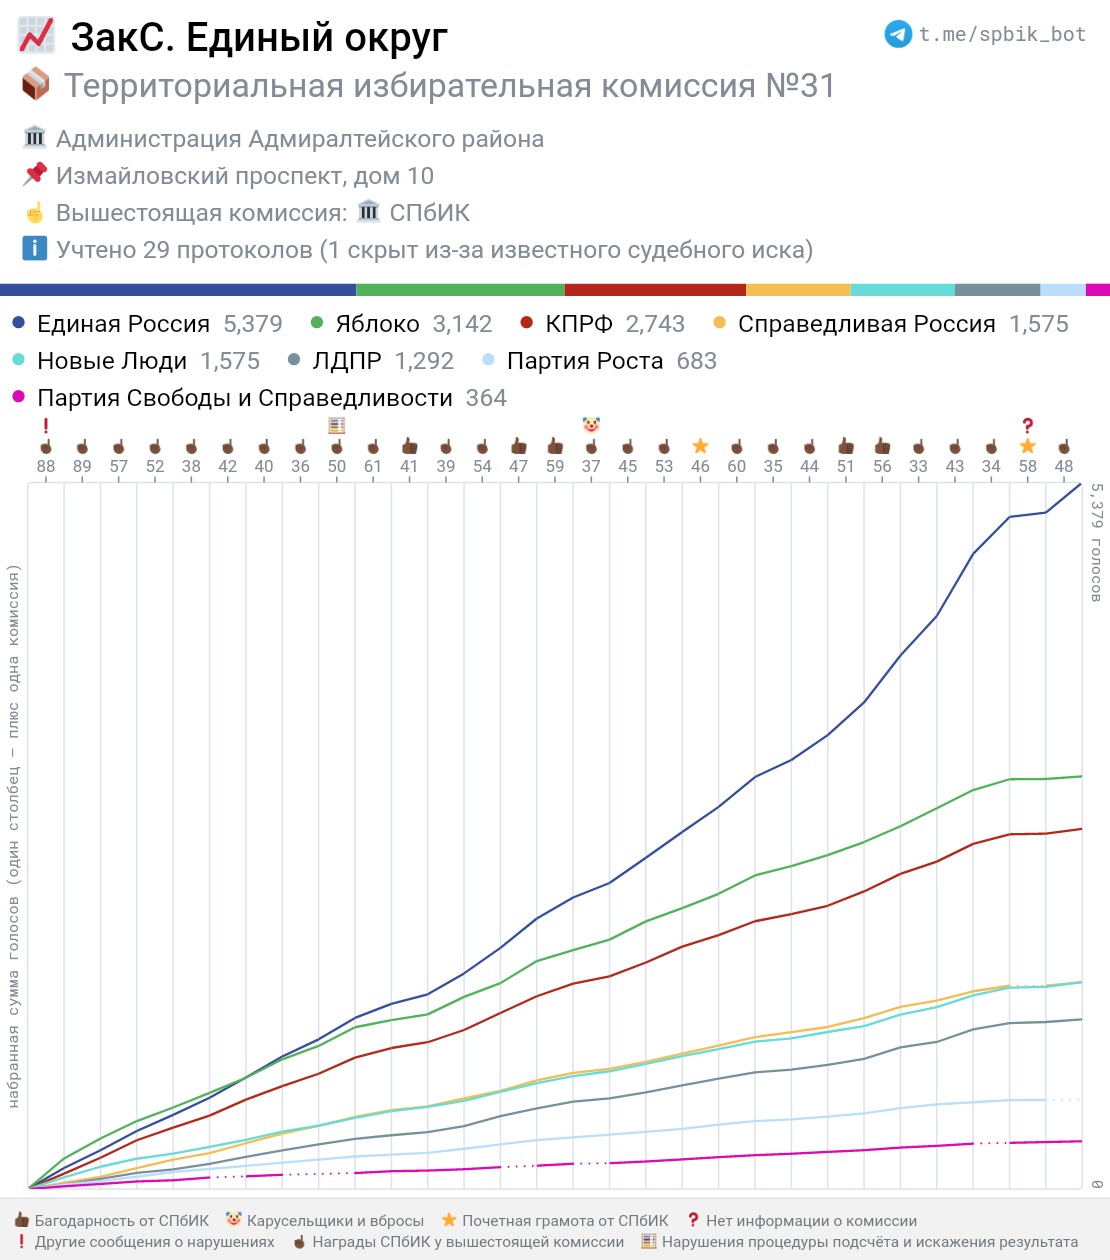 ЗакС. Единый округ
t.me/spbik_bot
Территориальная избирательная комиссия №31
Администрация Адмиралтейского района
Измайловский проспект, дом 10
Вышестоящая комиссия: СПбИК
Учтено 29 протоколов (1 скрыт из-за известного судебного иска)
Единая Россия 5,379 Яблоко 3,142 КПРФ 2,743 Справедливая Россия 1,575
Новые Люди 1,575 ЛДПР 1,292 Партия Роста 683
Партия Свободы и Справедливости 364
88 89 57 52 38 42 40 36 50 61 41 39 54 47 59 37 45 53 46 60 35 44 51 56 33 43 34 58 48
5,379 голосов
набранная сумма голосов (один столбец — плюс одна комиссия)
0
Багодарность от СПбИК Карусельщики и вбросы Почетная грамота от СПбИК Нет информации о комиссии
Другие сообщения о нарушениях Награды СПбИК у вышестоящей комиссии Нарушения процедуры подсчёта и искажения результата